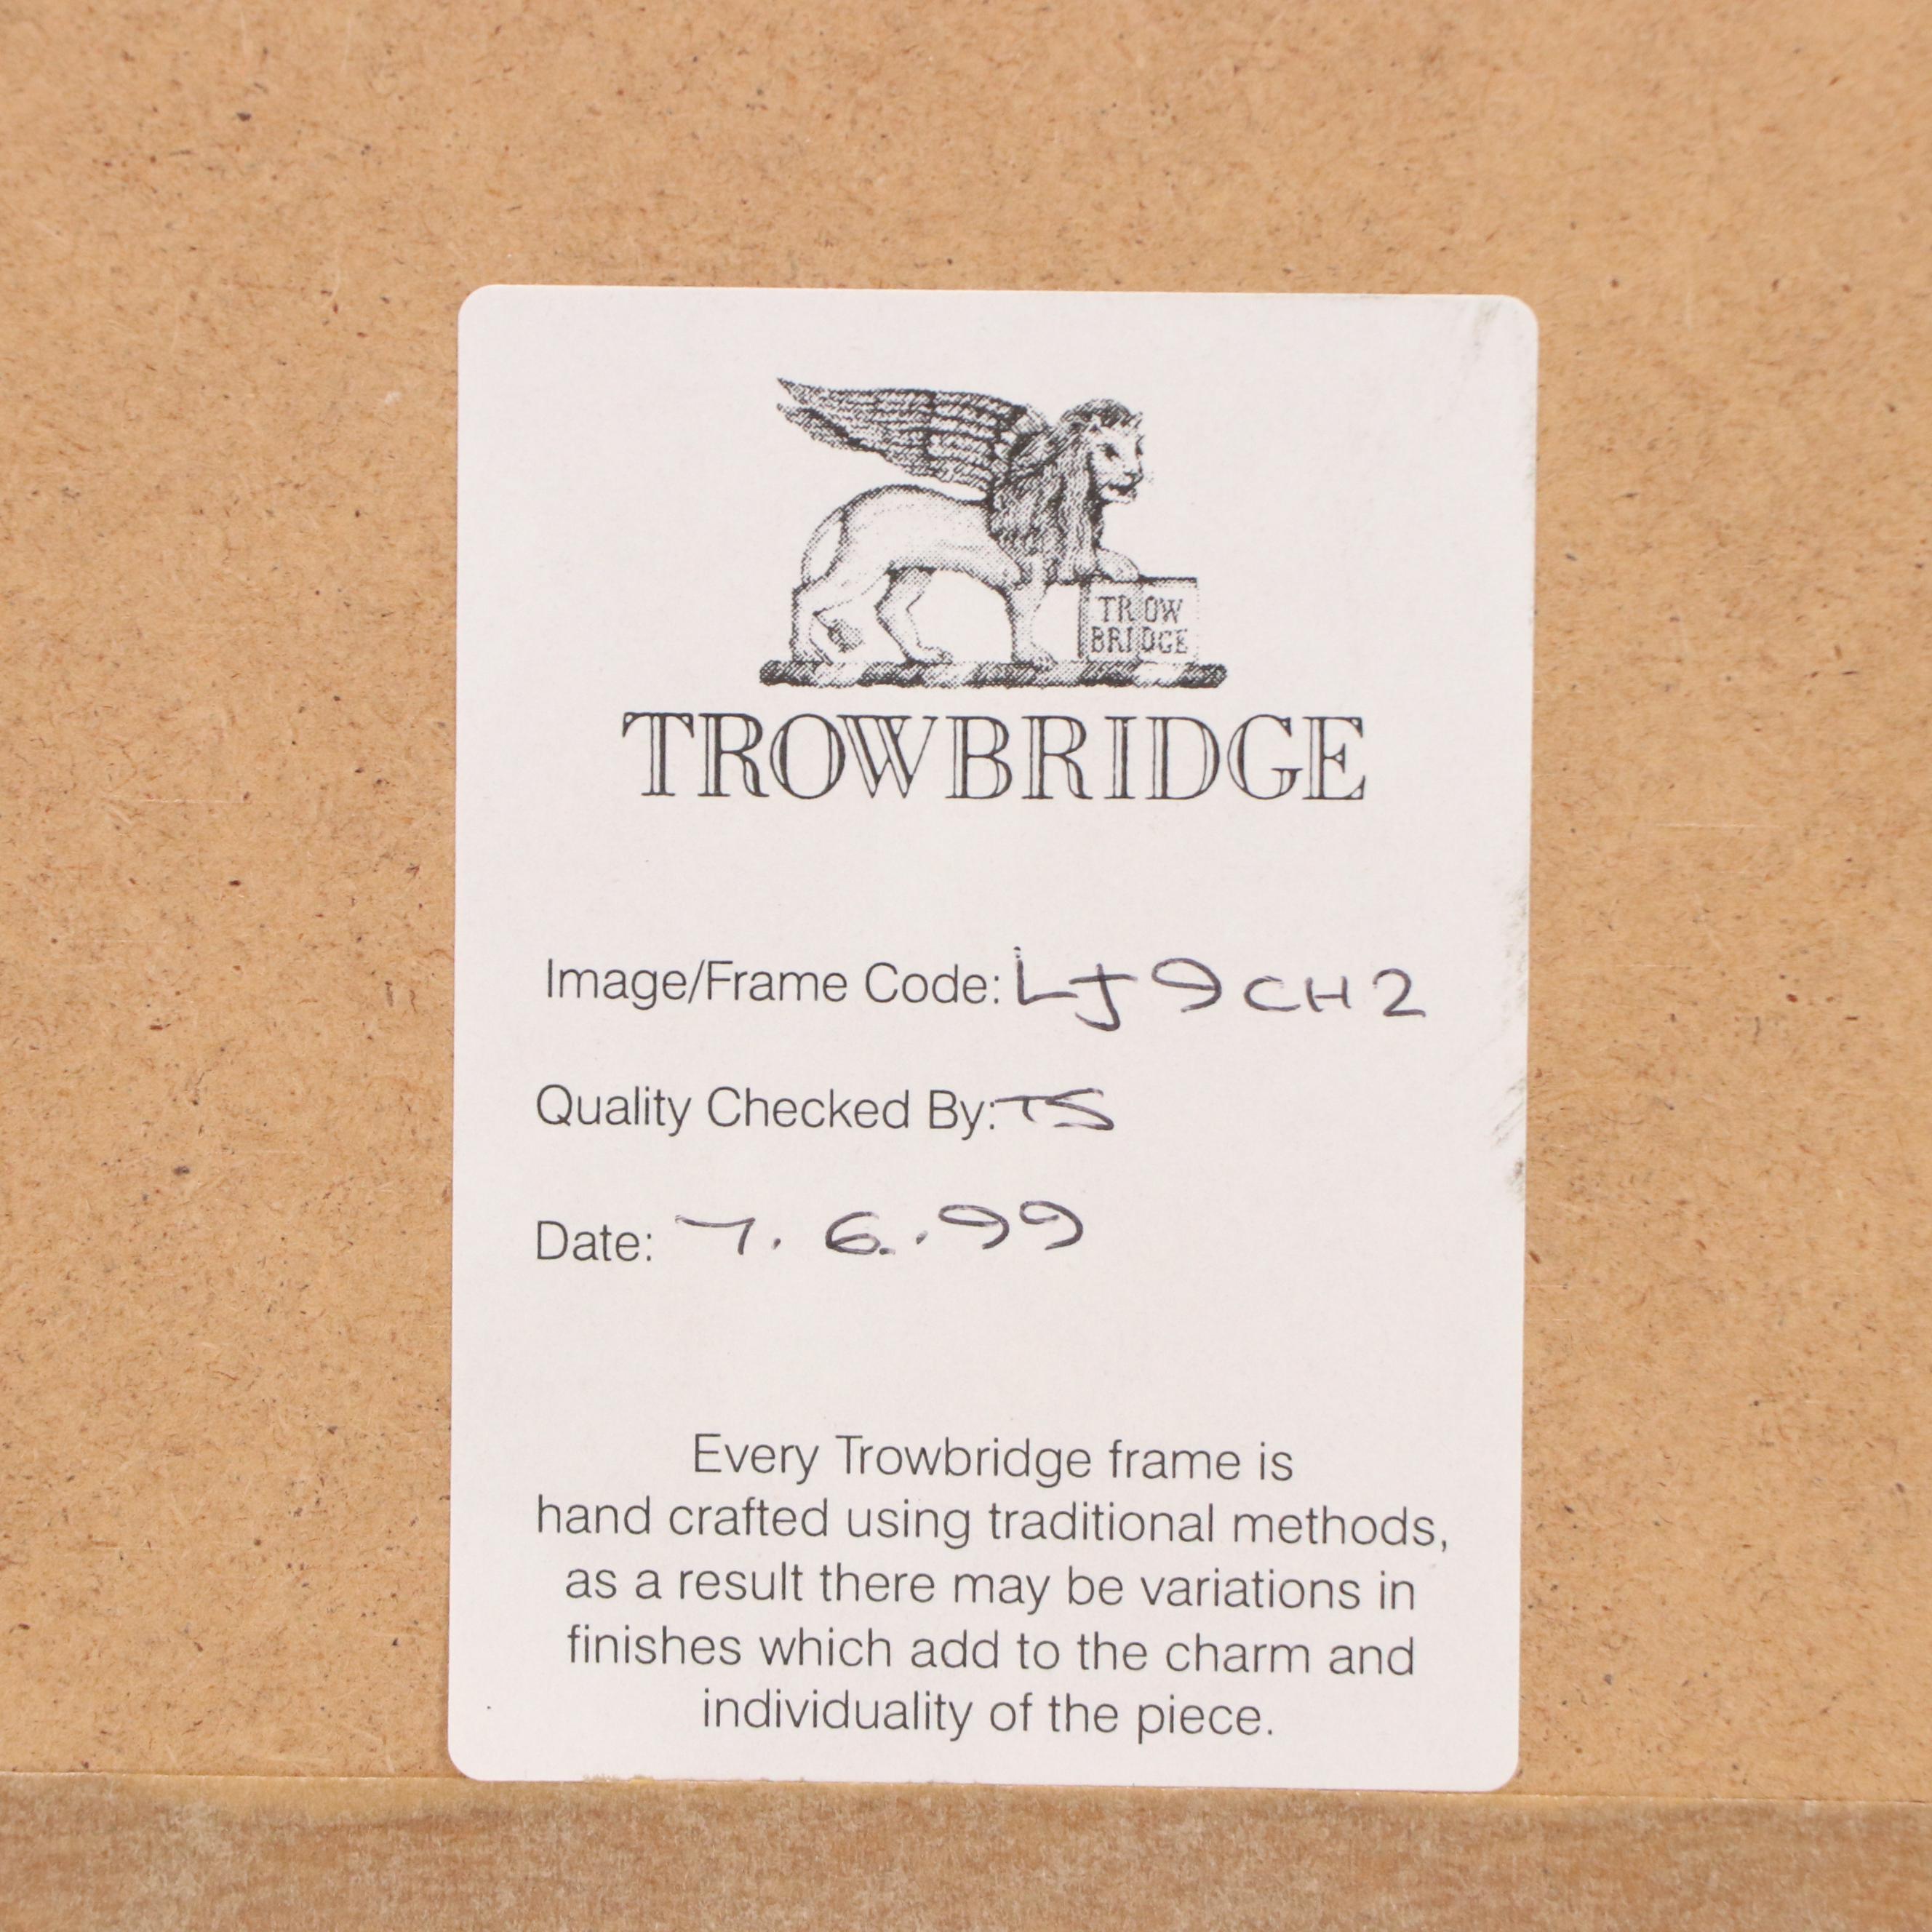 TROW
BRIDGE
TROWBRIDGE
Image/Frame Code: LJ9CH2
Quality Checked By: TS
Date: 7.6.99
Every Trowbridge frame is
hand crafted using traditional methods,
as a result there may be variations in
finishes which add to the charm and
individuality of the piece.